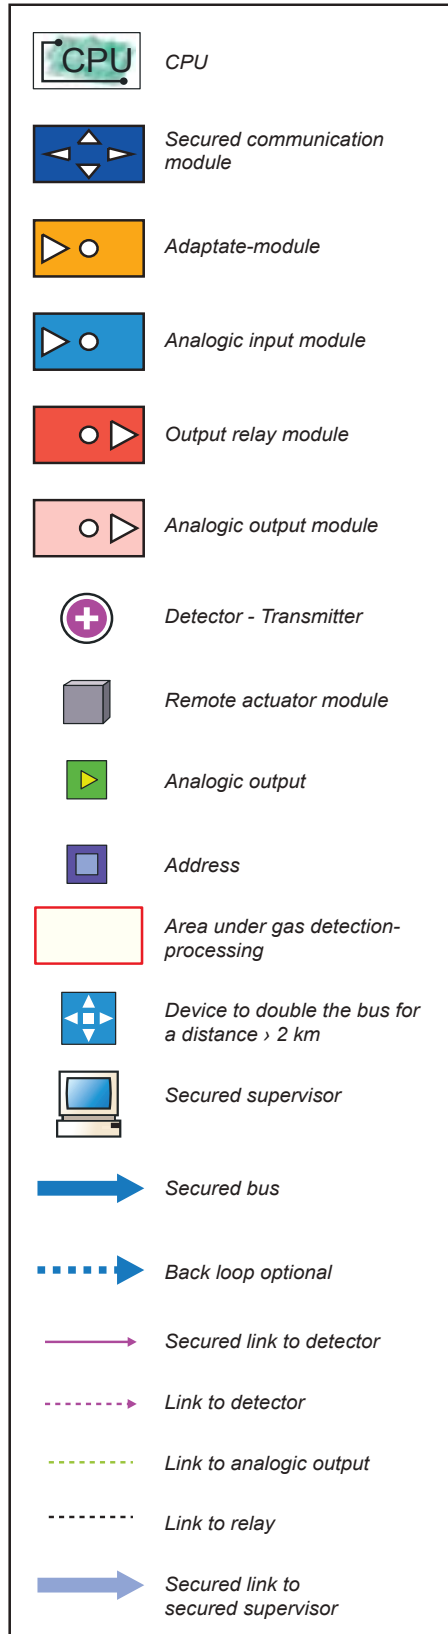 CPU
CPU
Secured communication
module
Adaptate-module
Analogic input module
Output relay module
Analogic output module
Detector - Transmitter
Remote actuator module
Analogic output
Address
Area under gas detection-
processing
Device to double the bus for
a distance › 2 km
Secured supervisor
Secured bus
Back loop optional
Secured link to detector
Link to detector
Link to analogic output
Link to relay
Secured link to
secured supervisor